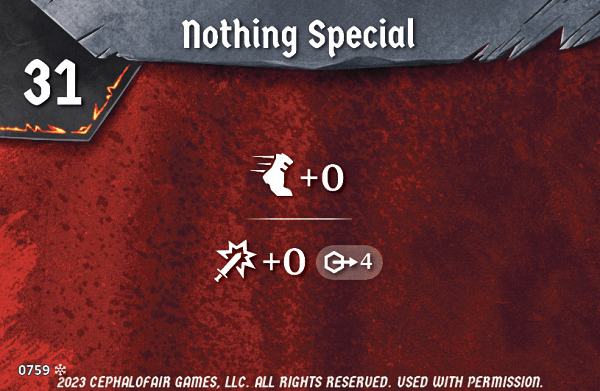 Nothing Special
31
+0
+0 4
0759
2023 CEPHALOFAIR GAMES, LLC. ALL RIGHTS RESERVED. USED WITH PERMISSION.